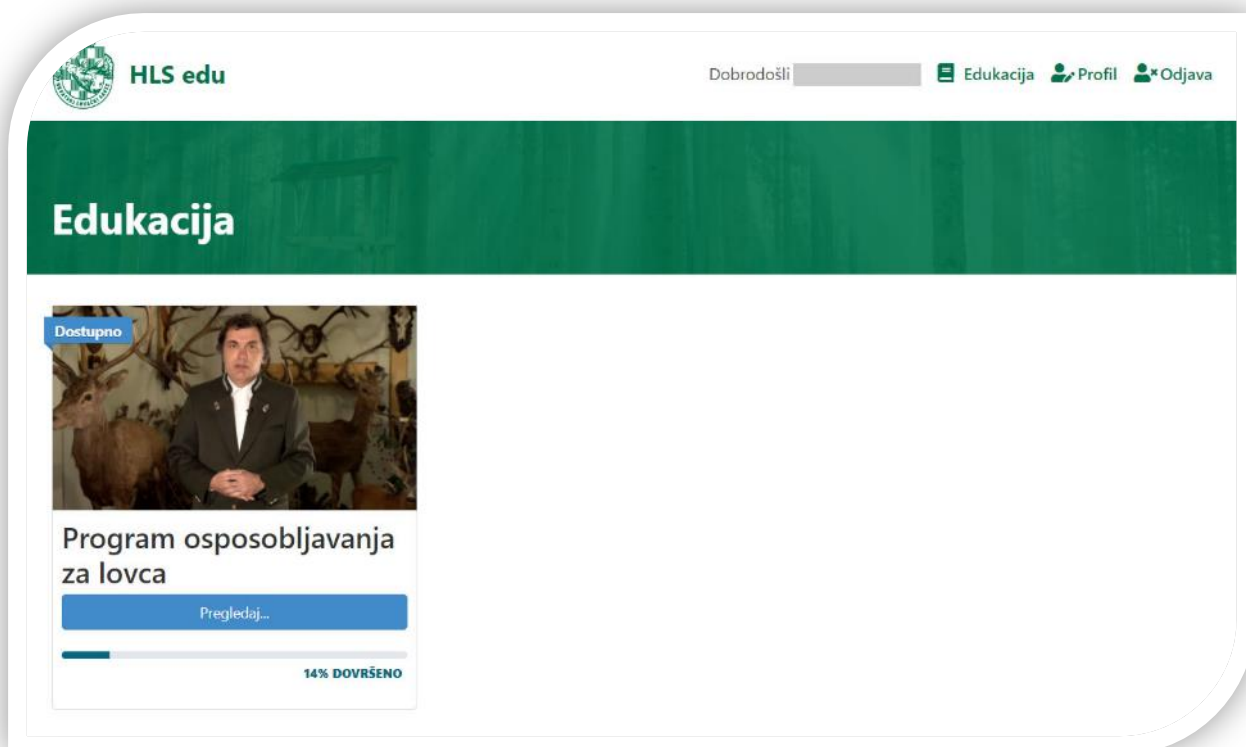 HLS edu
Dobrodošli
Edukacija
Profil
Odjava
Edukacija
Dostupno
Program osposobljavanja
za lovca
Pregledaj...
14% DOVRŠENO